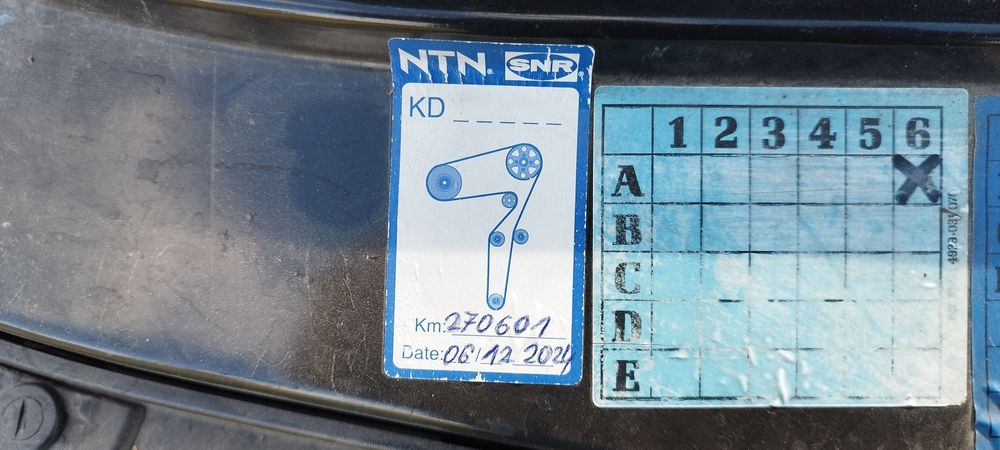 NTN® SNR®
KD _ _ _ _ _
Km: 270601
Date: 06/12 2024
1 2 3 4 5 6
A X
B
C
D
E